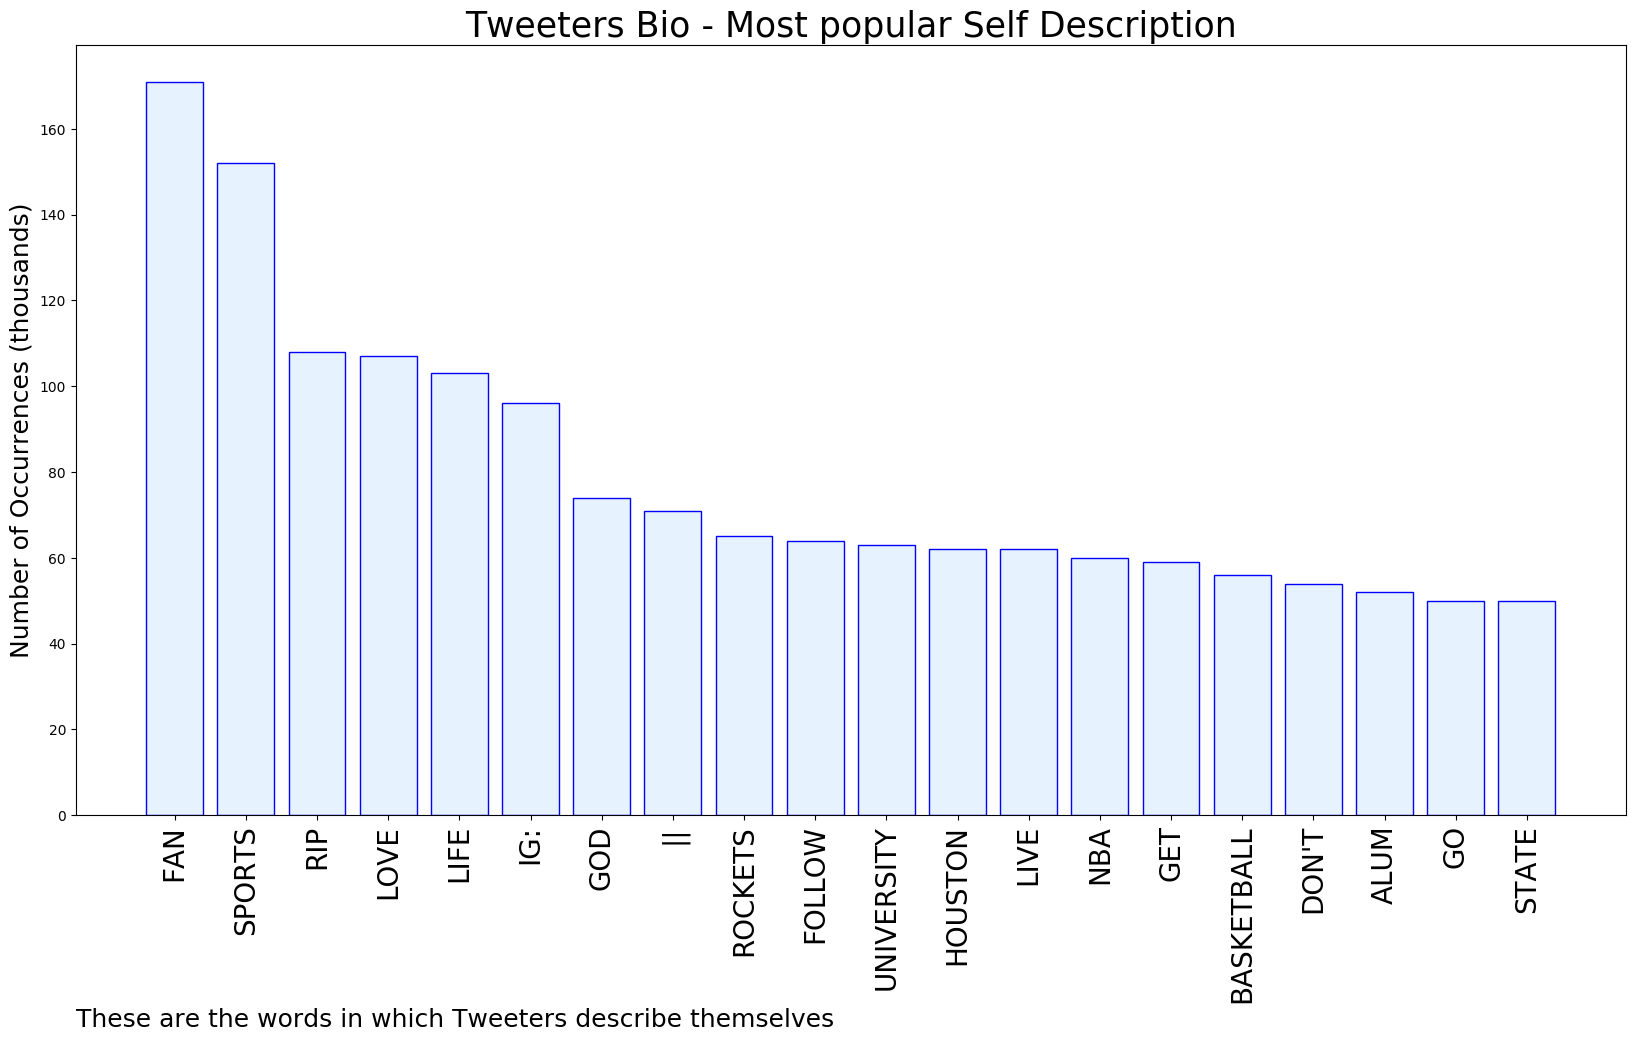 Tweeters Bio - Most popular Self Description
Number of Occurrences (thousands)
160
140
120
100
80
60
40
20
0
FAN
SPORTS
RIP
LOVE
LIFE
IG:
GOD
||
ROCKETS
FOLLOW
UNIVERSITY
HOUSTON
LIVE
NBA
GET
BASKETBALL
DON'T
ALUM
GO
STATE
These are the words in which Tweeters describe themselves